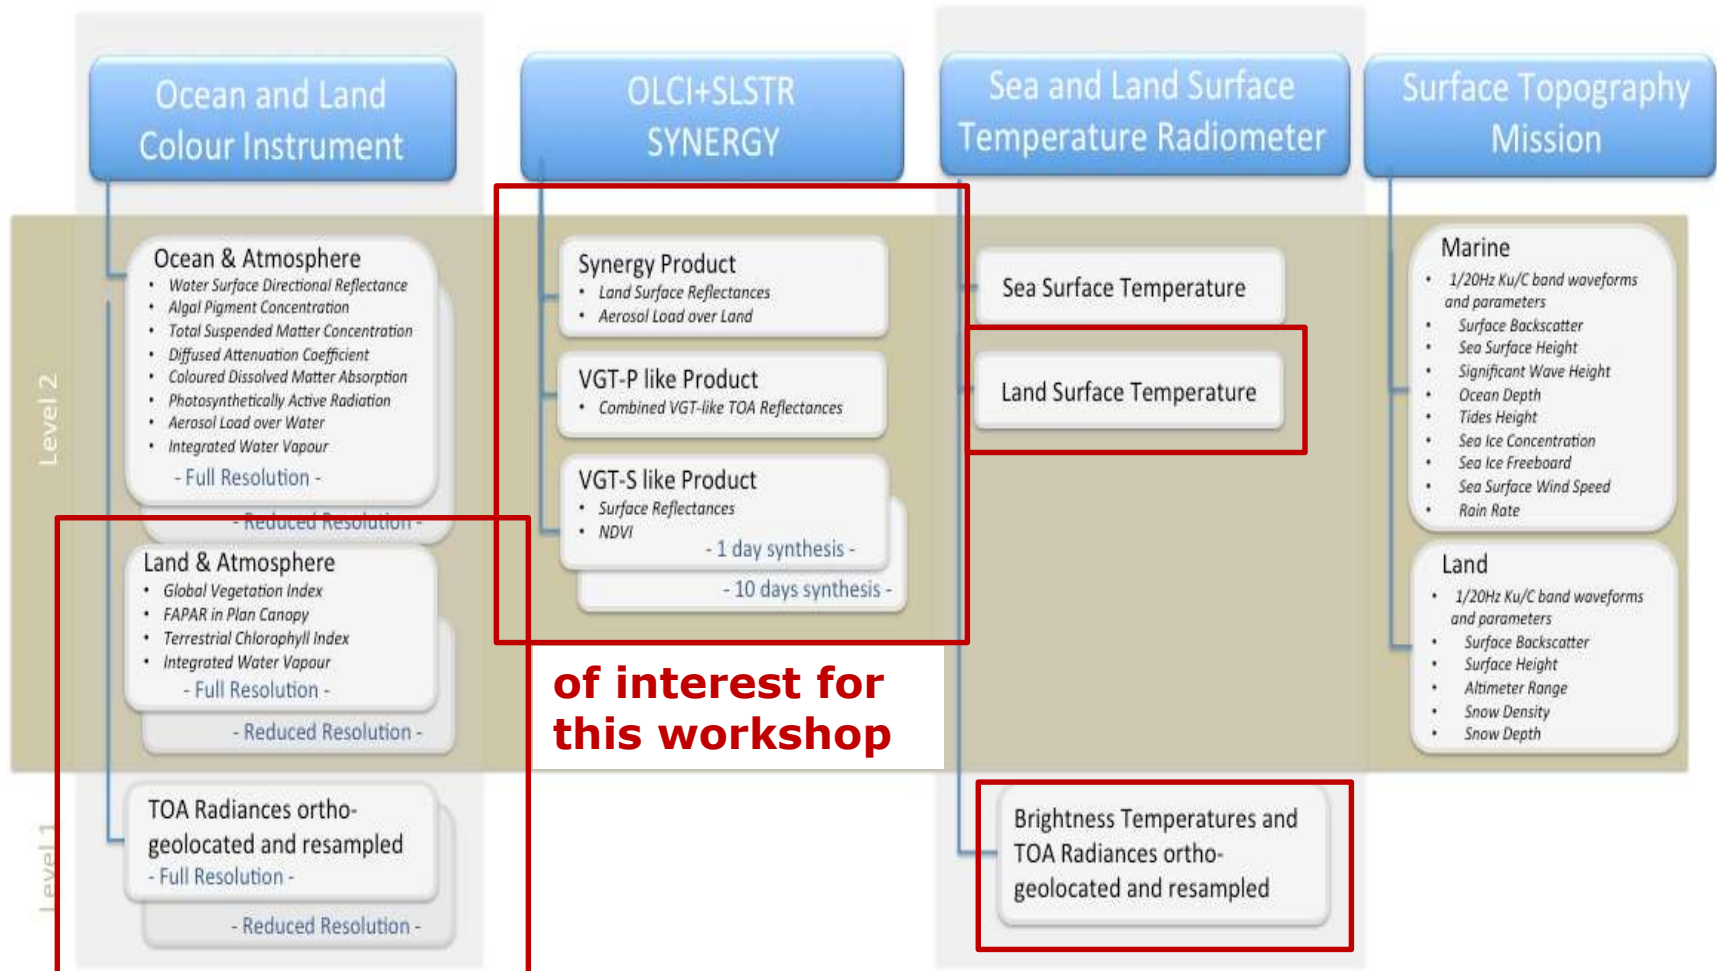 Ocean and Land
Colour Instrument
OLCI+SLSTR
SYNERGY
Sea and Land Surface
Temperature Radiometer
Surface Topography
Mission
Level 2
Ocean & Atmosphere
• Water Surface Directional Reflectance
• Algal Pigment Concentration
• Total Suspended Matter Concentration
• Diffused Attenuation Coefficient
• Coloured Dissolved Matter Absorption
• Photosynthetically Active Radiation
• Aerosol Load over Water
• Integrated Water Vapour
- Full Resolution -
- Reduced Resolution -
Land & Atmosphere
• Global Vegetation Index
• FAPAR in Plan Canopy
• Terrestrial Chlorophyll Index
• Integrated Water Vapour
- Full Resolution -
- Reduced Resolution -
Synergy Product
• Land Surface Reflectances
• Aerosol Load over Land
VGT-P like Product
• Combined VGT-like TOA Reflectances
VGT-S like Product
• Surface Reflectances
• NDVI
- 1 day synthesis -
- 10 days synthesis -
of interest for
this workshop
Sea Surface Temperature
Land Surface Temperature
Marine
• 1/20Hz Ku/C band waveforms
and parameters
• Surface Backscatter
• Sea Surface Height
• Significant Wave Height
• Ocean Depth
• Tides Height
• Sea Ice Concentration
• Sea Ice Freeboard
• Sea Surface Wind Speed
• Rain Rate
Land
• 1/20Hz Ku/C band waveforms
and parameters
• Surface Backscatter
• Surface Height
• Altimeter Range
• Snow Density
• Snow Depth
Level 1
TOA Radiances ortho-
geolocated and resampled
- Full Resolution -
- Reduced Resolution -
Brightness Temperatures and
TOA Radiances ortho-
geolocated and resampled